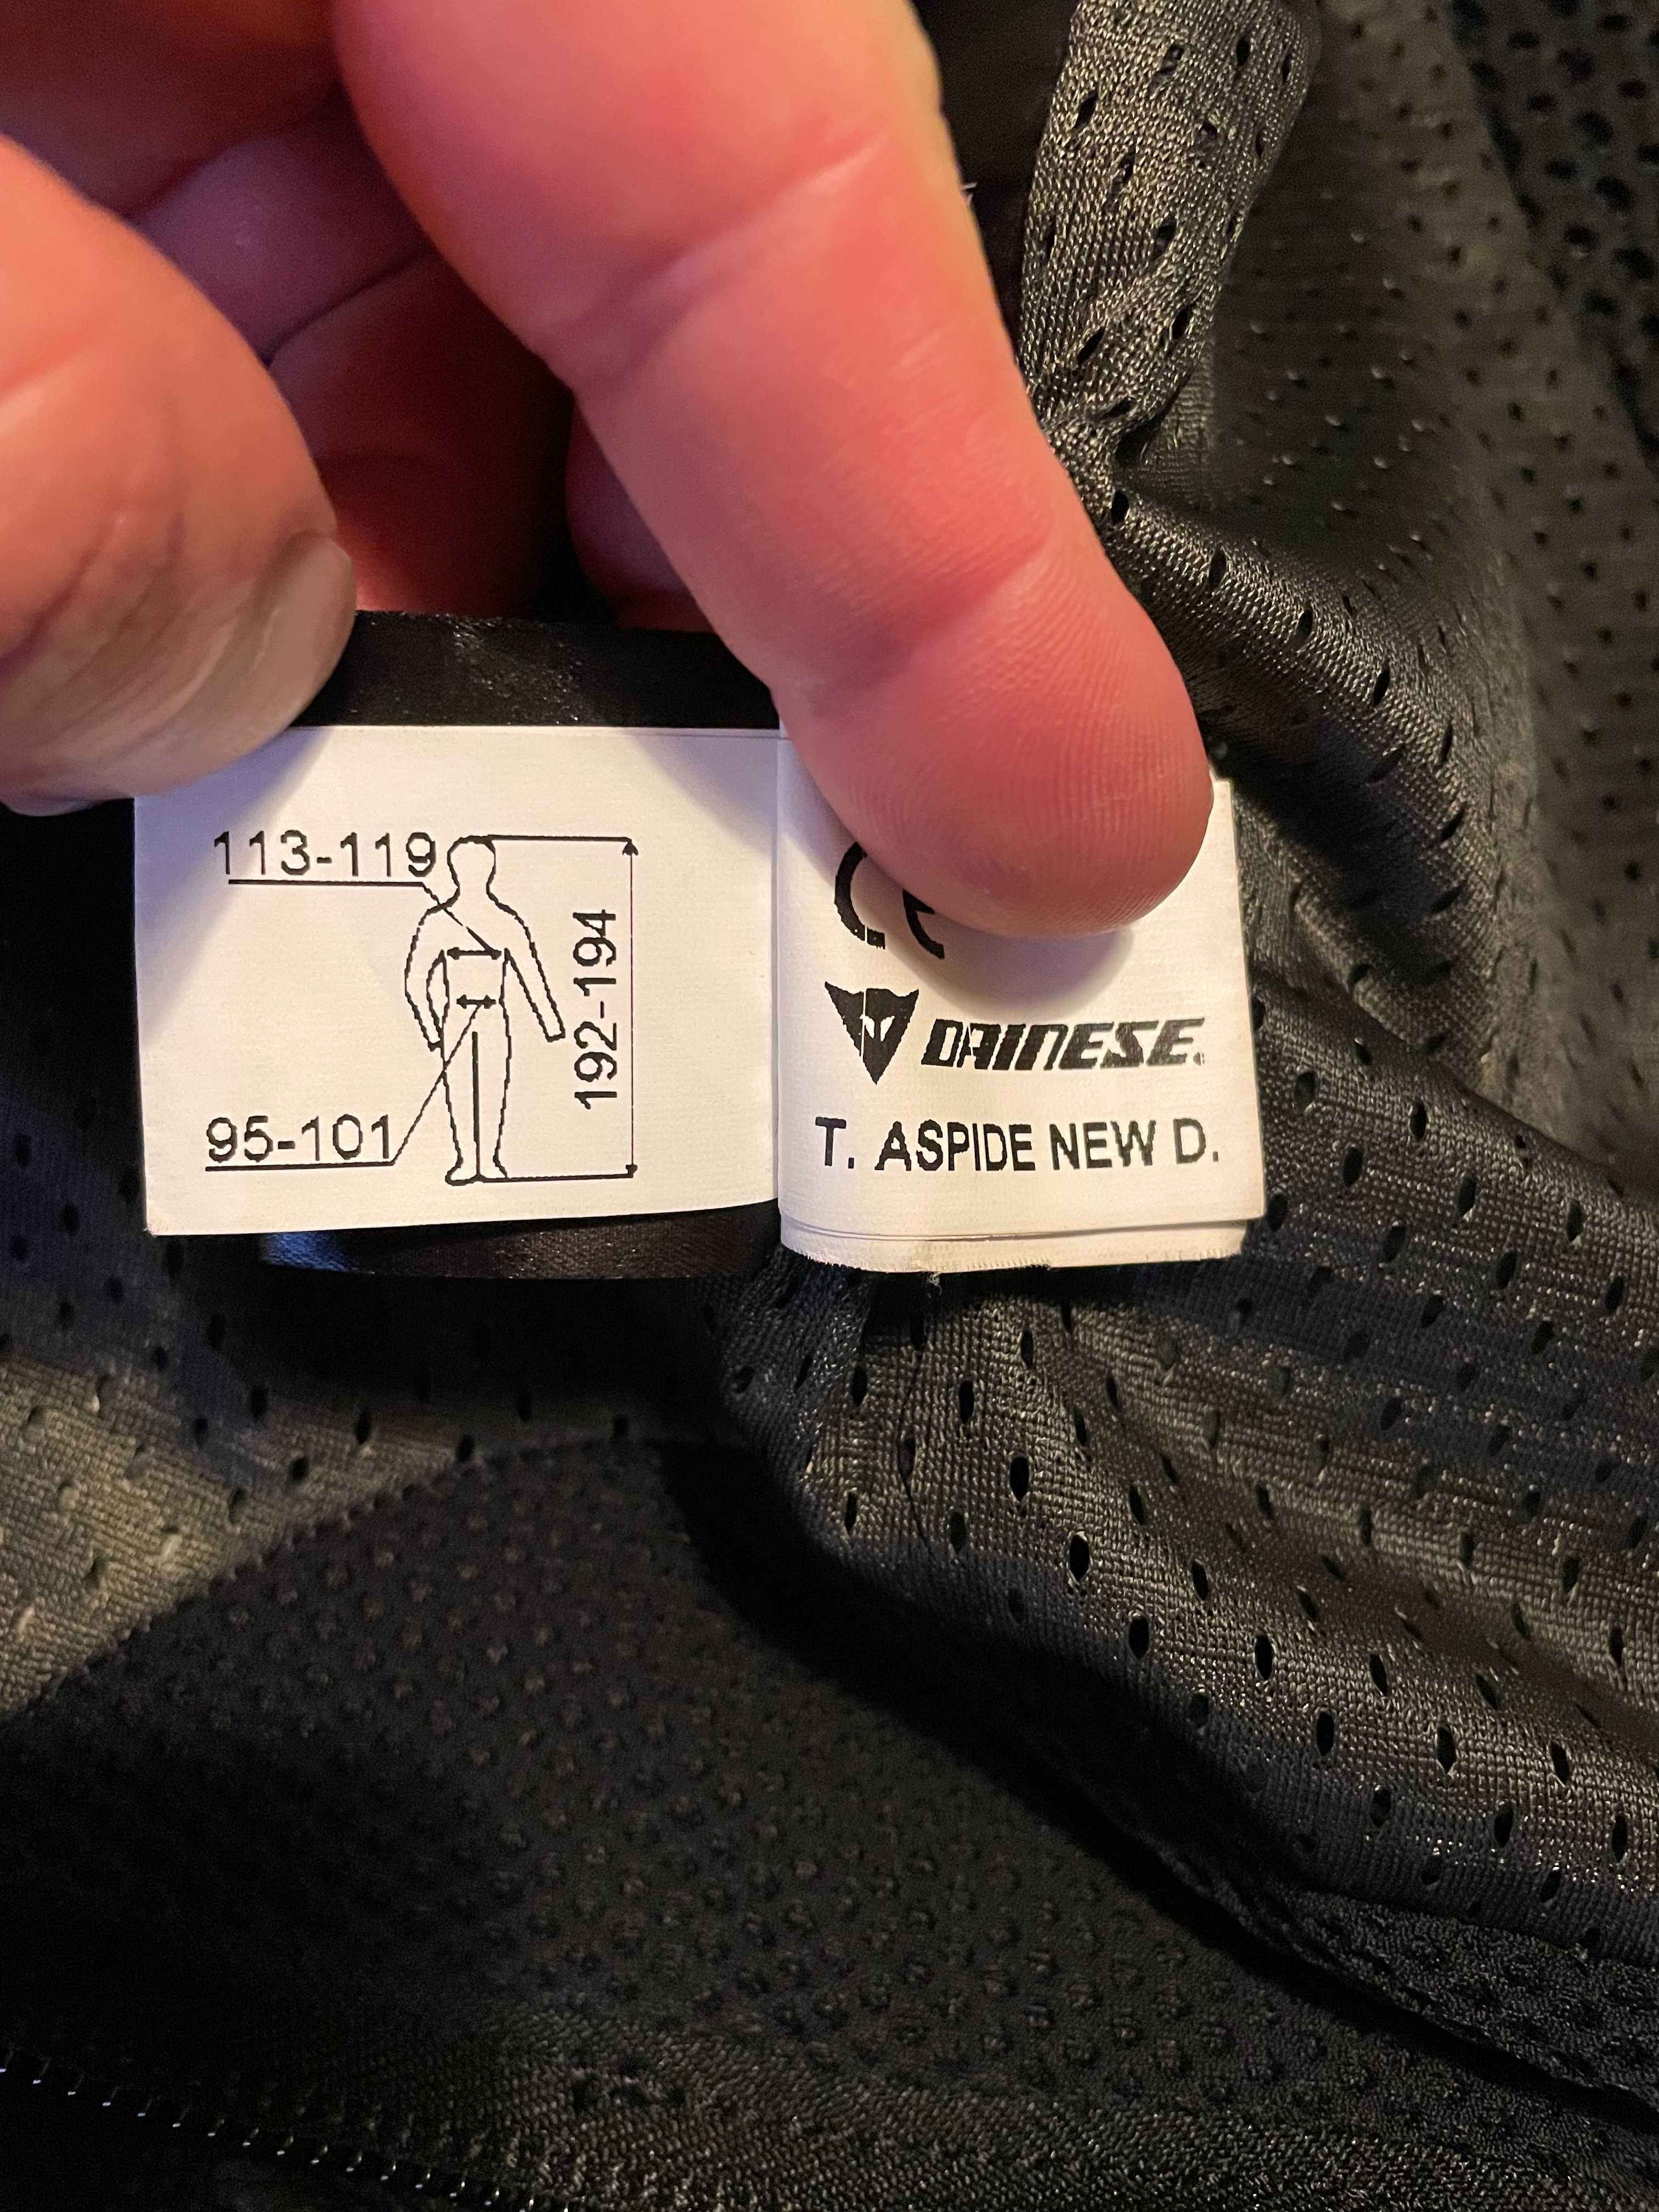 113-119
192-194
95-101
CE
DAINESE
T. ASPIDE NEW D.